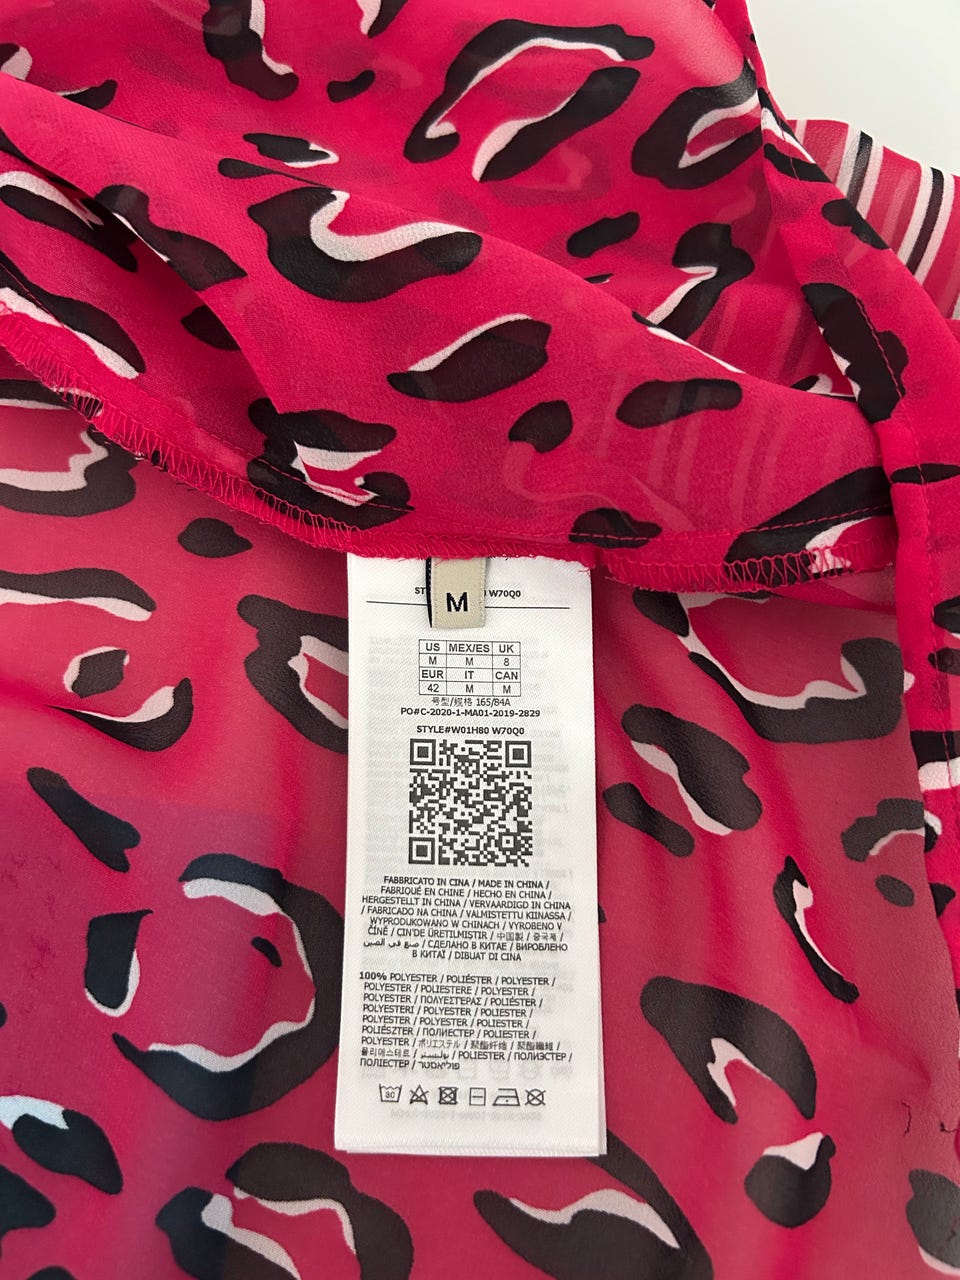 ST W70Q0
M
US MEX/ES UK
M M 8
EUR IT CAN
42 M M
号型/规格 165/84A
PO#C-2020-1-MA01-2019-2829
STYLE#W01H80 W70Q0
FABBRICATO IN CINA / MADE IN CHINA /
FABRIQUÉ EN CHINE / HECHO EN CHINA /
HERGESTELLT IN CHINA / VERVAARDIGD IN CHINA
/ FABRICADO NA CHINA / VALMISTETTU KIINASSA /
WYPRODUKOWANO W CHINACH / VYROBENO V
ČÍNĚ / ÇIN'DE ÜRETILMISTIR / 中国製 / 중국제 /
صنع في الصين / СДЕЛАНО В КИТАЕ / ВИРОБЛЕНО
В КИТАЇ / DIBUAT DI CINA
100% POLYESTER / POLIÉSTER / POLYESTER /
POLYESTER / POLIESTERE / POLYESTER /
POLYESTER / ΠΟΛΥΕΣΤΕΡΑΣ / POLIÉSTER /
POLYESTERI / POLYESTER / POLIESTER /
POLYESTER / POLYESTER / POLIESTER /
POLIÉSZTER / ПОЛИЕСТЕР / POLYESTER /
POLYESTER / ポリエステル / 聚酯纤维 / 聚酯纖維 /
폴리에스테르 / بوليستر / POLIESTER / ПОЛИЭСТЕР /
ПОЛІЕСТЕР / פוליאסטר
30